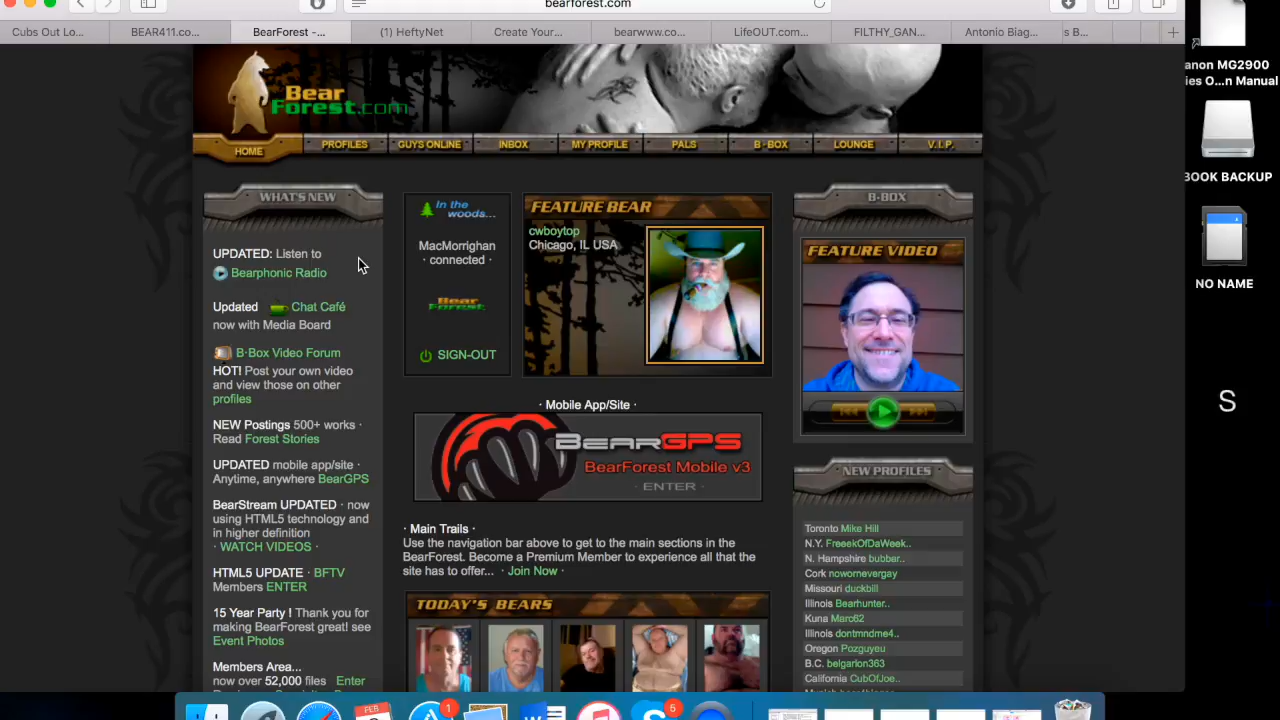 bearforest.com
Cubs Out Lo...
BEAR411.co...
BearForest -...
(1) HeftyNet
Create Your...
bearwww.co...
LifeOUT.com...
FILTHY_GAN...
Antonio Biag...
s B...
Bear
Forest.com
HOME
PROFILES
GUYS ONLINE
INBOX
MY PROFILE
PALS
B-BOX
LOUNGE
V.I.P.
WHAT'S NEW
UPDATED: Listen to
Bearphonic Radio
Updated Chat Café
now with Media Board
B·Box Video Forum
HOT! Post your own video
and view those on other
profiles
NEW Postings 500+ works ·
Read Forest Stories
UPDATED mobile app/site ·
Anytime, anywhere BearGPS
BearStream UPDATED · now
using HTML5 technology and
in higher definition
· WATCH VIDEOS ·
HTML5 UPDATE · BFTV
Members ENTER
15 Year Party ! Thank you for
making BearForest great! see
Event Photos
Members Area...
now over 52,000 files Enter
In the
woods...
MacMorrighan
· connected ·
Bear
Forest
SIGN-OUT
FEATURE BEAR
cwboytop
Chicago, IL USA
· Mobile App/Site ·
BEARGPS
BearForest Mobile v3
· ENTER ·
· Main Trails ·
Use the navigation bar above to get to the main sections in the
BearForest. Become a Premium Member to experience all that the
site has to offer... · Join Now ·
TODAY'S BEARS
B-BOX
FEATURE VIDEO
NEW PROFILES
Toronto Mike Hill
N.Y. FreeekOfDaWeek..
N. Hampshire bubbar..
Cork nowornevergay
Missouri duckbill
Illinois Bearhunter..
Kuna Marc62
Illinois dontmndme4..
Oregon Pozguyeu
B.C. belgarlon363
California CubOfJoe..
anon MG2900
ies O...n Manual
BOOK BACKUP
NO NAME
S
FEB
1
W
5